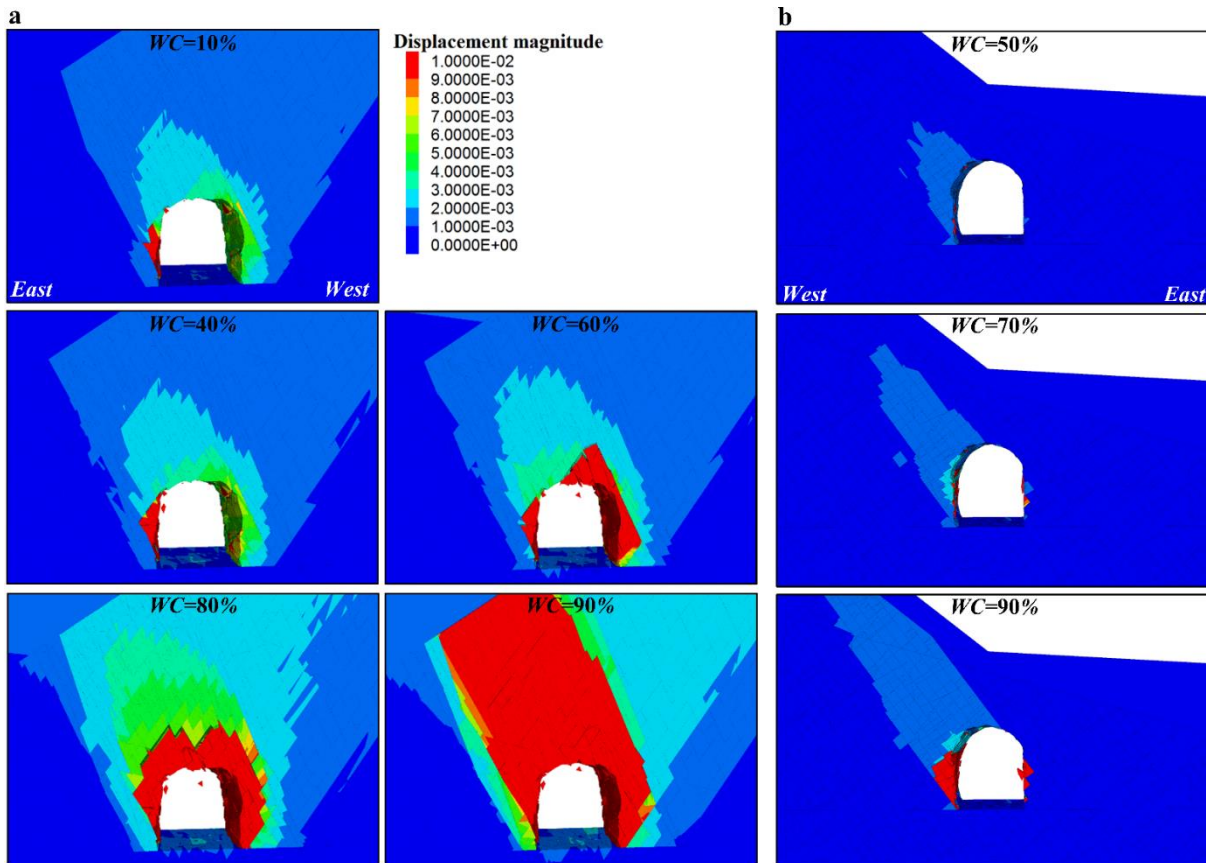 a
b
WC=10%
Displacement magnitude
1.0000E-02
9.0000E-03
8.0000E-03
7.0000E-03
6.0000E-03
5.0000E-03
4.0000E-03
3.0000E-03
2.0000E-03
1.0000E-03
0.0000E+00
East
West
WC=50%
West
East
WC=40%
WC=60%
WC=70%
WC=80%
WC=90%
WC=90%